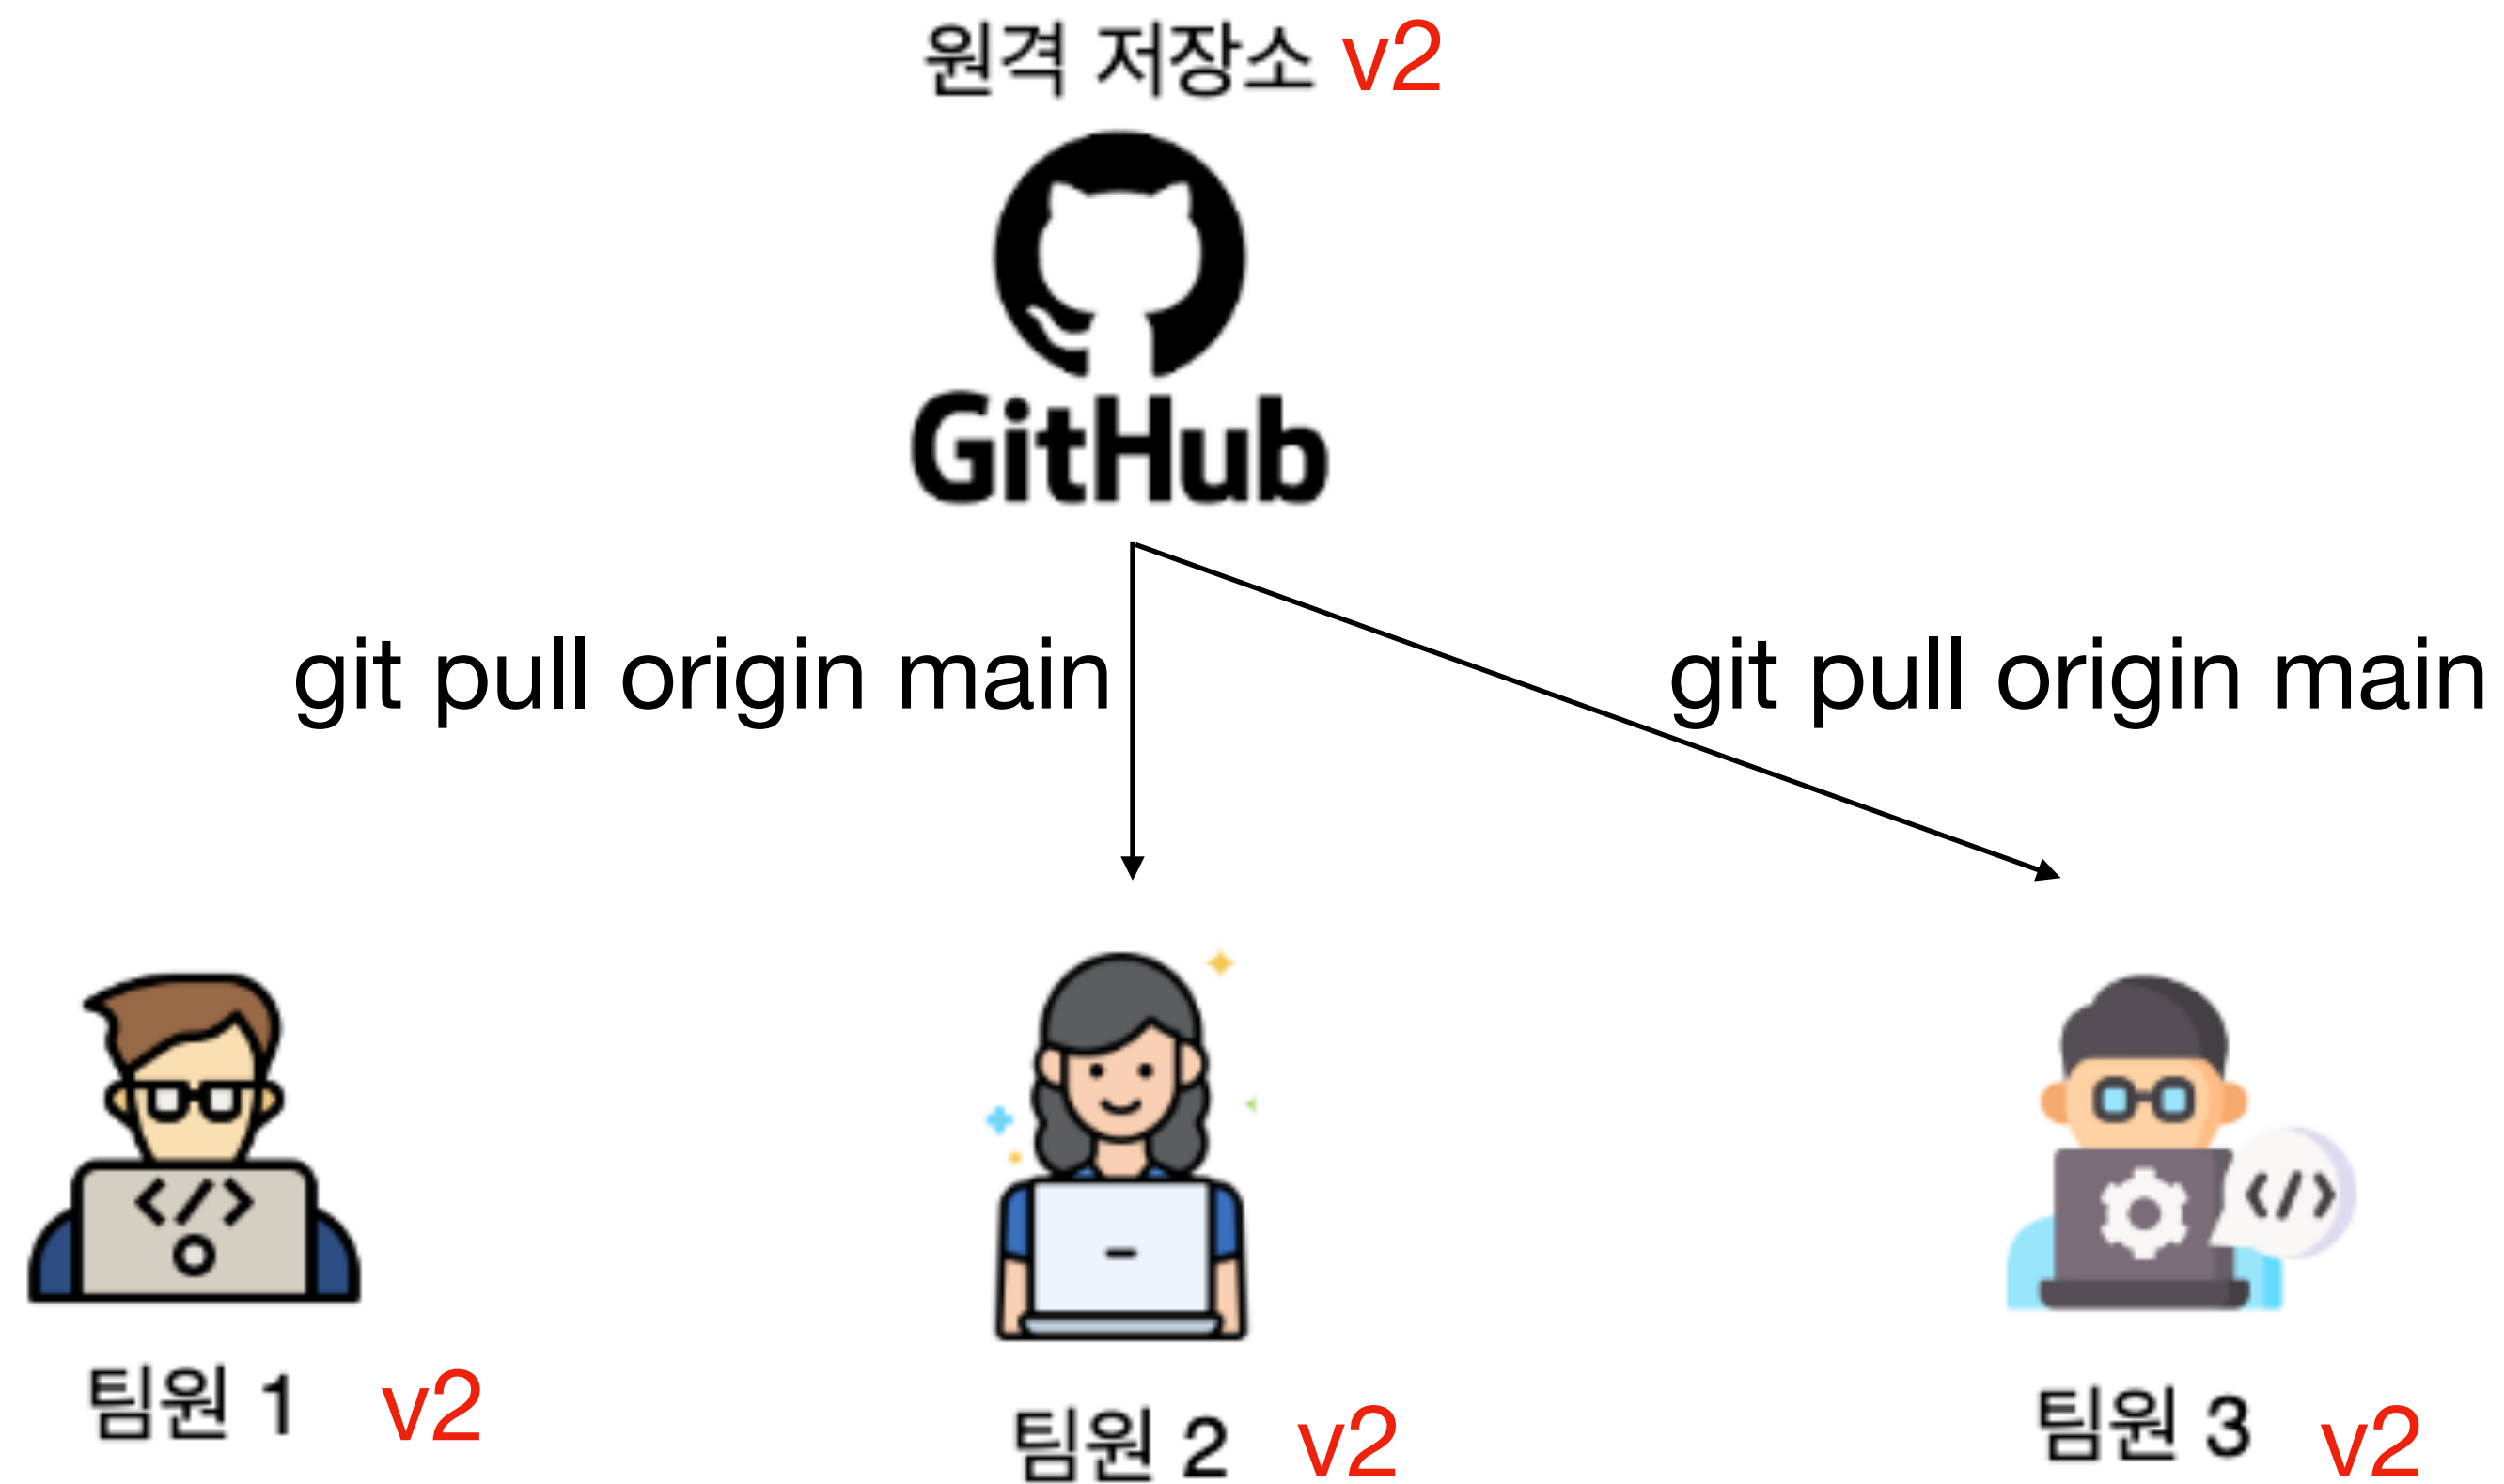 원격 저장소 v2
GitHub
git pull origin main
git pull origin main
</>
</>
팀원 1 v2
팀원 2 v2
팀원 3 v2